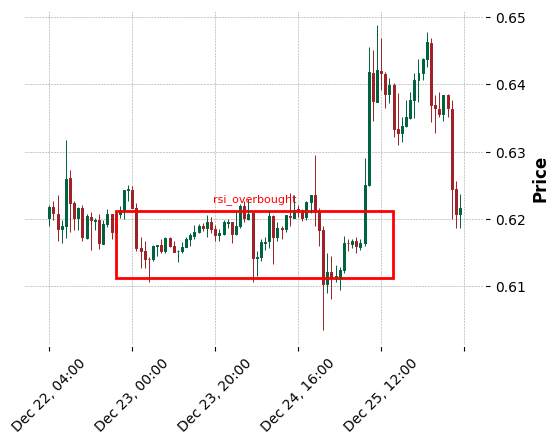 0.65
0.64
0.63
0.62
0.61
Price
rsi_overbought
Dec 22, 04:00
Dec 23, 00:00
Dec 23, 20:00
Dec 24, 16:00
Dec 25, 12:00